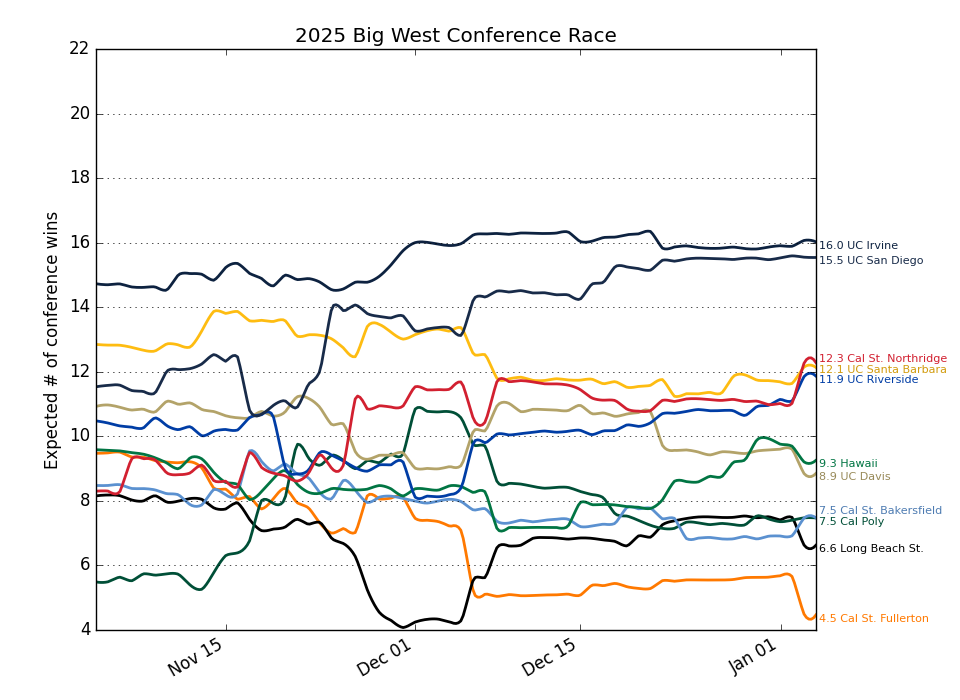 2025 Big West Conference Race
Expected # of conference wins
22
20
18
16
14
12
10
8
6
4
Nov 15
Dec 01
Dec 15
Jan 01
16.0 UC Irvine
15.5 UC San Diego
12.3 Cal St. Northridge
12.1 UC Santa Barbara
11.9 UC Riverside
9.3 Hawaii
8.9 UC Davis
7.5 Cal St. Bakersfield
7.5 Cal Poly
6.6 Long Beach St.
4.5 Cal St. Fullerton